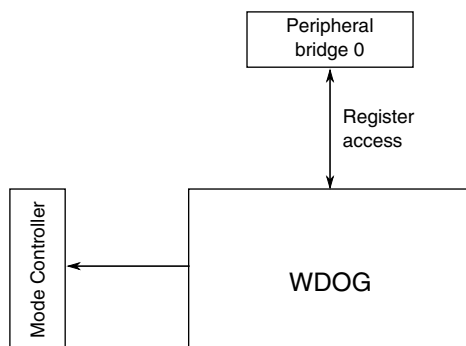 Peripheral
bridge 0
Register
access
Mode Controller
WDOG